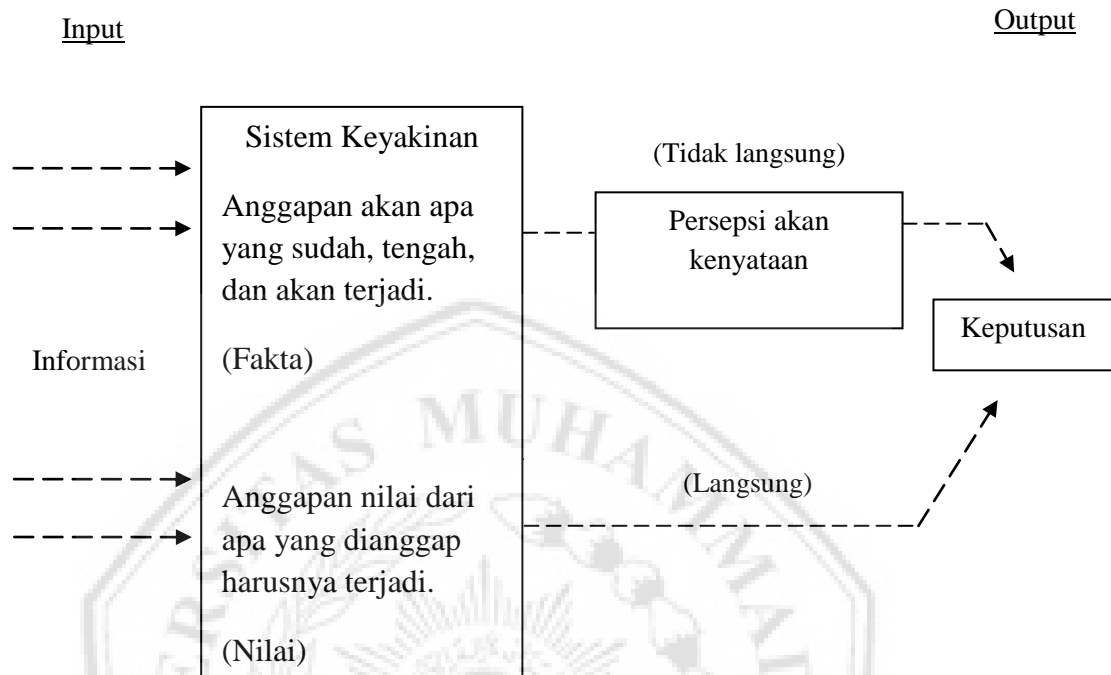 Input
Output
Sistem Keyakinan
Anggapan akan apa
yang sudah, tengah,
dan akan terjadi.
(Fakta)
Informasi
Anggapan nilai dari
apa yang dianggap
harusnya terjadi.
(Nilai)
(Tidak langsung)
Persepsi akan
kenyataan
(Langsung)
Keputusan